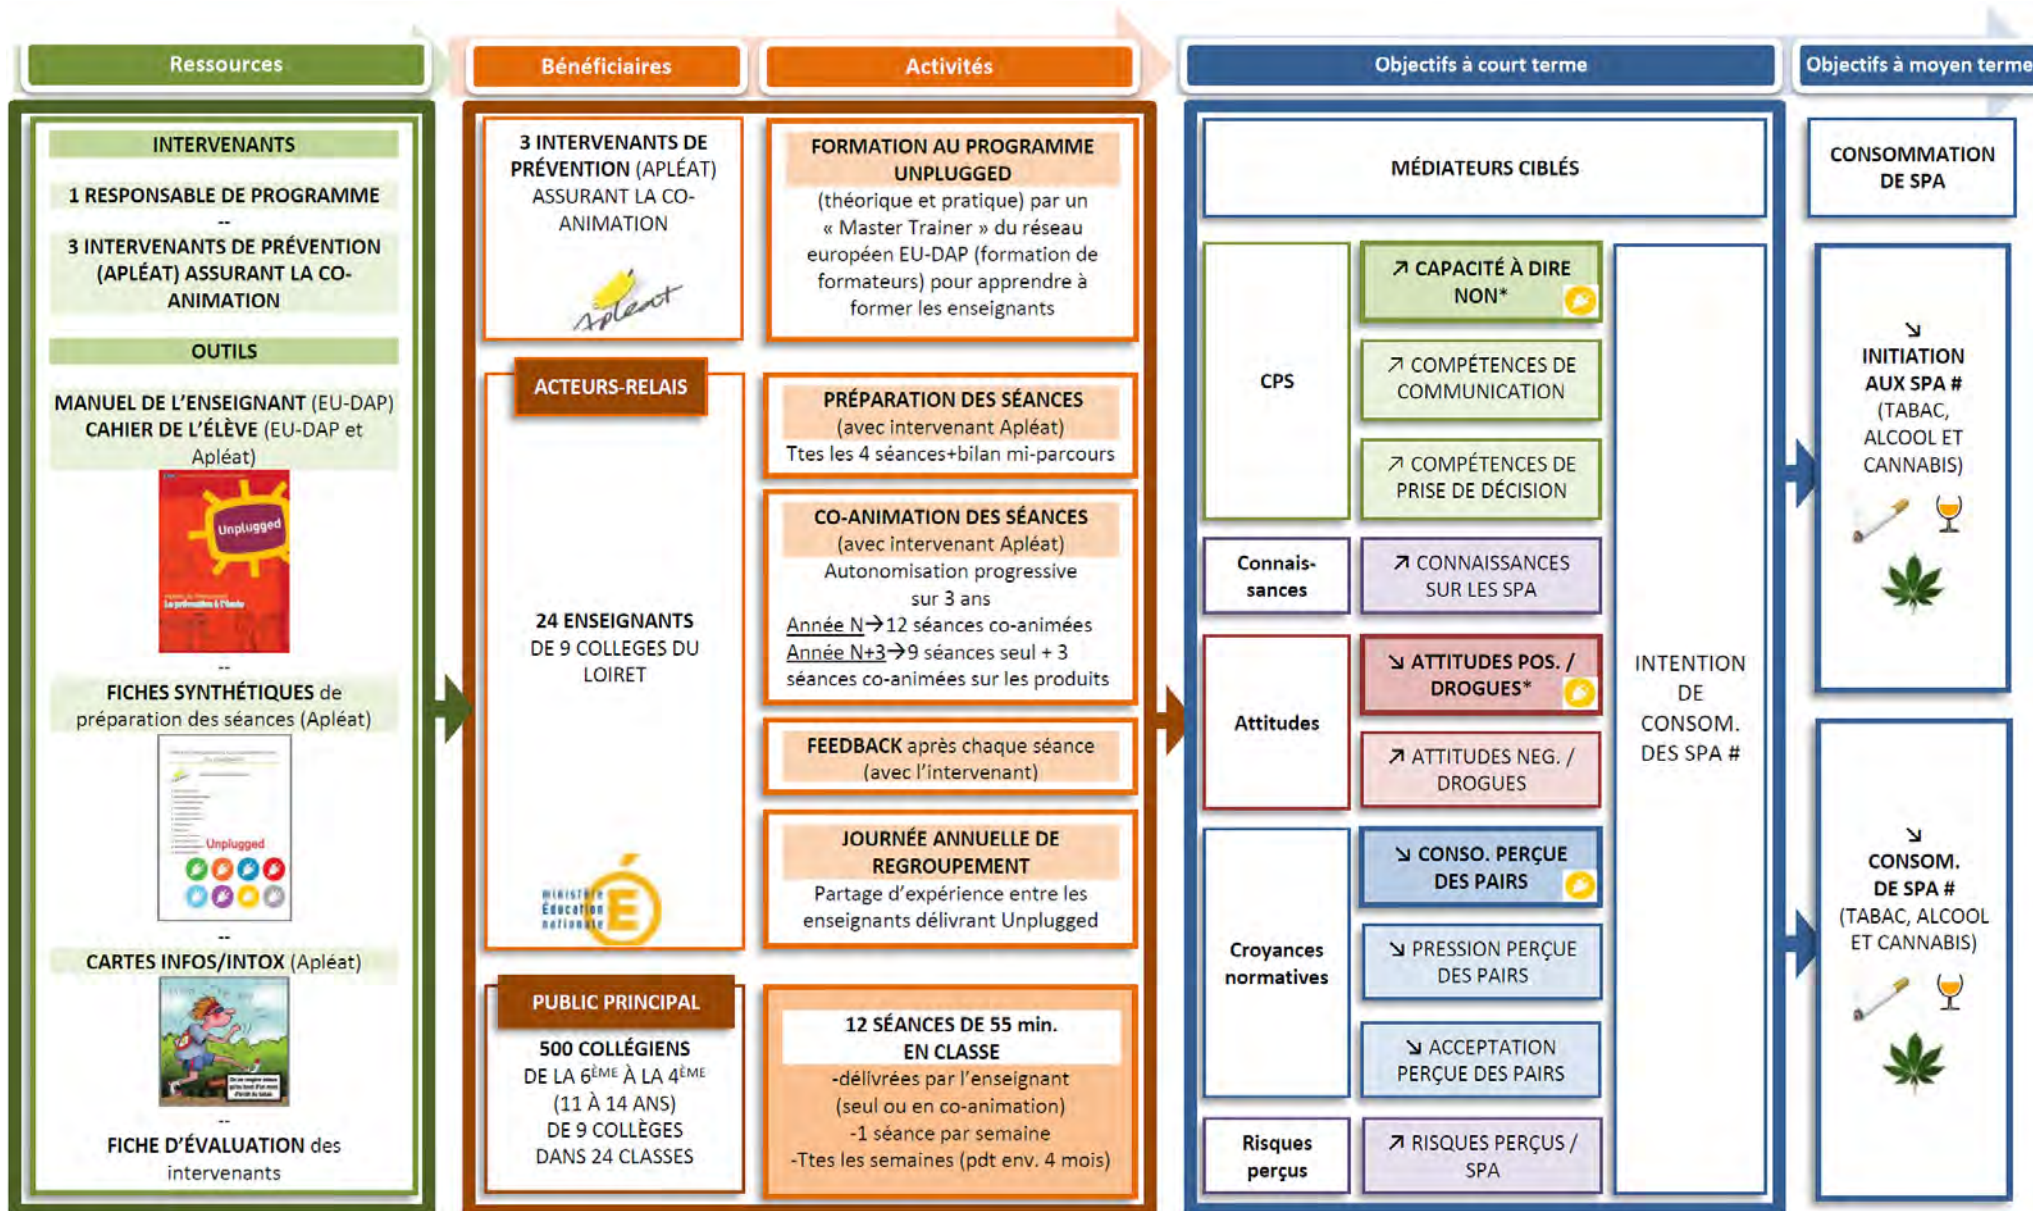 Ressources
Bénéficiaires
Activités
Objectifs à court terme
Objectifs à moyen terme
INTERVENANTS
1 RESPONSABLE DE PROGRAMME
--
3 INTERVENANTS DE PRÉVENTION
(APLÉAT) ASSURANT LA CO-
ANIMATION
OUTILS
MANUEL DE L'ENSEIGNANT (EU-DAP)
CAHIER DE L'ÉLÈVE (EU-DAP et
Apléat)
Unplugged
--
FICHES SYNTHÉTIQUES de
préparation des séances (Apléat)
Unplugged
--
CARTES INFOS/INTOX (Apléat)
--
FICHE D'ÉVALUATION des
intervenants
3 INTERVENANTS DE
PRÉVENTION (APLÉAT)
ASSURANT LA CO-
ANIMATION
Apleat
ACTEURS-RELAIS
24 ENSEIGNANTS
DE 9 COLLEGES DU
LOIRET
ministère
Éducation
nationale
É
PUBLIC PRINCIPAL
500 COLLÉGIENS
DE LA 6ÈME À LA 4ÈME
(11 À 14 ANS)
DE 9 COLLÈGES
DANS 24 CLASSES
FORMATION AU PROGRAMME
UNPLUGGED
(théorique et pratique) par un
« Master Trainer » du réseau
européen EU-DAP (formation de
formateurs) pour apprendre à
former les enseignants
PRÉPARATION DES SÉANCES
(avec intervenant Apléat)
Ttes les 4 séances+bilan mi-parcours
CO-ANIMATION DES SÉANCES
(avec intervenant Apléat)
Autonomisation progressive
sur 3 ans
Année N→12 séances co-animées
Année N+3→9 séances seul + 3
séances co-animées sur les produits
FEEDBACK après chaque séance
(avec l'intervenant)
JOURNÉE ANNUELLE DE
REGROUPEMENT
Partage d'expérience entre les
enseignants délivrant Unplugged
12 SÉANCES DE 55 min.
EN CLASSE
-délivrées par l'enseignant
(seul ou en co-animation)
-1 séance par semaine
-Ttes les semaines (pdt env. 4 mois)
MÉDIATEURS CIBLÉS
CPS
↗ CAPACITÉ À DIRE
NON*
↗ COMPÉTENCES DE
COMMUNICATION
↗ COMPÉTENCES DE
PRISE DE DÉCISION
Connais-
sances
↗ CONNAISSANCES
SUR LES SPA
Attitudes
↘ ATTITUDES POS. /
DROGUES*
↗ ATTITUDES NEG. /
DROGUES
Croyances
normatives
↘ CONSO. PERÇUE
DES PAIRS
↘ PRESSION PERÇUE
DES PAIRS
↘ ACCEPTATION
PERÇUE DES PAIRS
Risques
perçus
↗ RISQUES PERÇUS /
SPA
INTENTION
DE
CONSOM.
DES SPA #
CONSOMMATION
DE SPA
↘
INITIATION
AUX SPA #
(TABAC,
ALCOOL ET
CANNABIS)
↘
CONSOM.
DE SPA #
(TABAC, ALCOOL
ET CANNABIS)